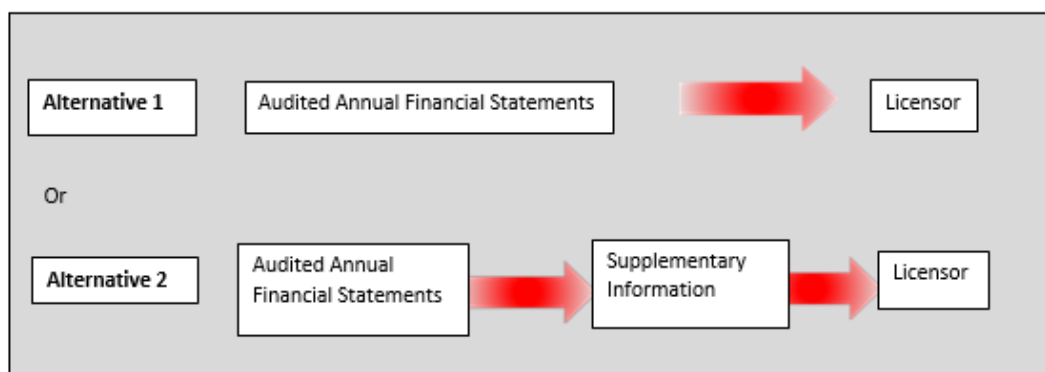 Alternative 1
Audited Annual Financial Statements
Licensor
Or
Alternative 2
Audited Annual
Financial Statements
Supplementary
Information
Licensor